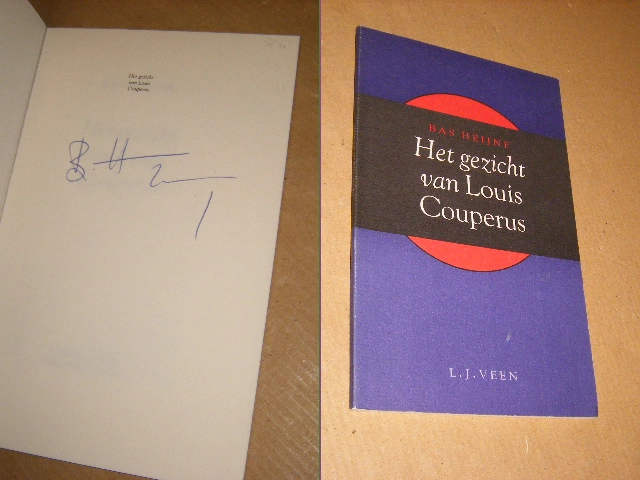 Het gezicht
van Louis
Couperus
BAS HEIJNE
Het gezicht
van Louis
Couperus
L.J. VEEN